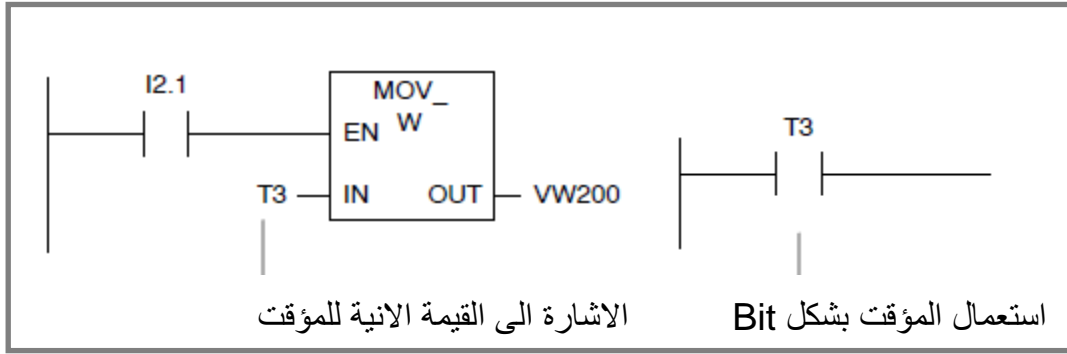 I2.1
MOV_
W
EN
T3
IN
OUT
VW200
T3
الاشارة الى القيمة الانية للمؤقت
استعمال المؤقت بشكل Bit